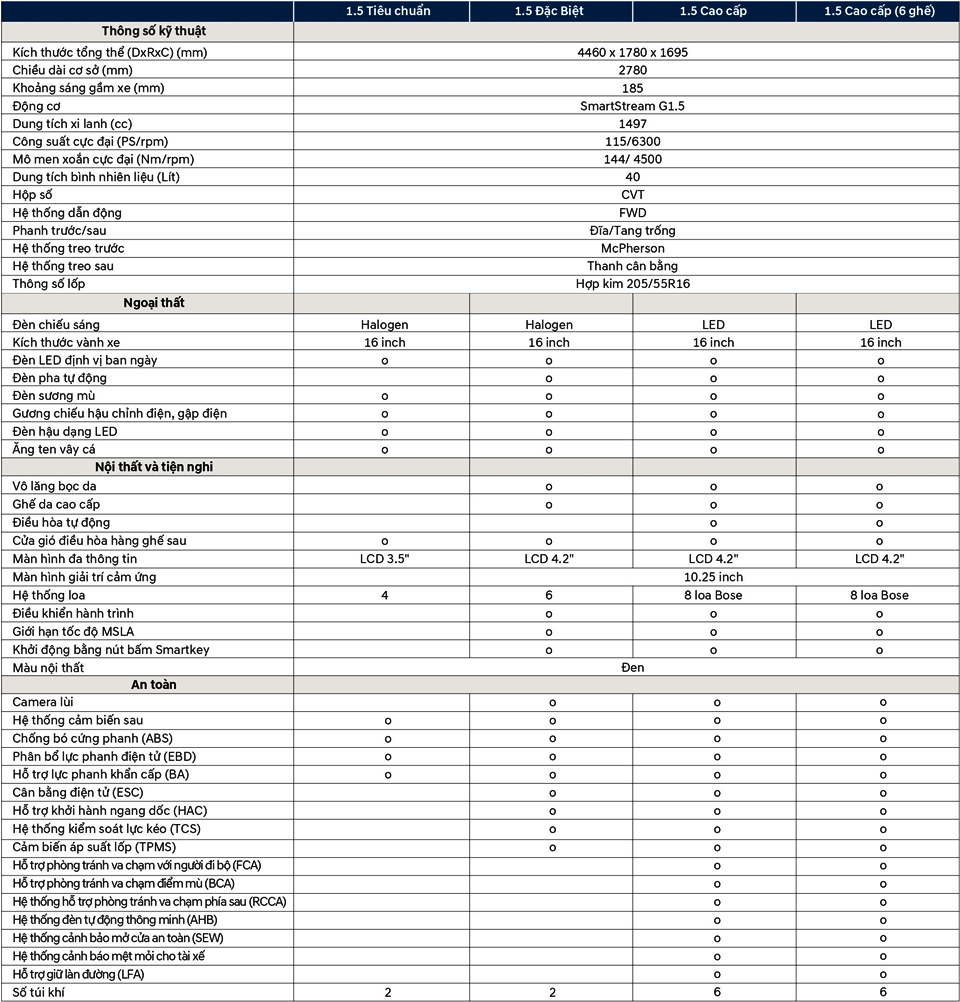 1.5 Tiêu chuẩn 1.5 Đặc Biệt 1.5 Cao cấp 1.5 Cao cấp (6 ghế)
Thông số kỹ thuật
Kích thước tổng thể (DxRxC) (mm) 4460 x 1780 x 1695
Chiều dài cơ sở (mm) 2780
Khoảng sáng gầm xe (mm) 185
Động cơ SmartStream G1.5
Dung tích xi lanh (cc) 1497
Công suất cực đại (PS/rpm) 115/6300
Mô men xoắn cực đại (Nm/rpm) 144/ 4500
Dung tích bình nhiên liệu (Lít) 40
Hộp số CVT
Hệ thống dẫn động FWD
Phanh trước/sau Đĩa/Tang trống
Hệ thống treo trước McPherson
Hệ thống treo sau Thanh cân bằng
Thông số lốp Hợp kim 205/55R16
Ngoại thất
Đèn chiếu sáng Halogen Halogen LED LED
Kích thước vành xe 16 inch 16 inch 16 inch 16 inch
Đèn LED định vị ban ngày o o o o
Đèn pha tự động o o o
Đèn sương mù o o o o
Gương chiếu hậu chỉnh điện, gập điện o o o o
Đèn hậu dạng LED o o o o
Ăng ten vây cá o o o o
Nội thất và tiện nghi
Vô lăng bọc da o o o
Ghế da cao cấp o o o
Điều hòa tự động o o
Cửa gió điều hòa hàng ghế sau o o o o
Màn hình đa thông tin LCD 3.5" LCD 4.2" LCD 4.2" LCD 4.2"
Màn hình giải trí cảm ứng 10.25 inch
Hệ thống loa 4 6 8 loa Bose 8 loa Bose
Điều khiển hành trình o o o
Giới hạn tốc độ MSLA o o o
Khởi động bằng nút bấm Smartkey o o o
Màu nội thất Đen
An toàn
Camera lùi o o o
Hệ thống cảm biến sau o o o o
Chống bó cứng phanh (ABS) o o o o
Phân bổ lực phanh điện tử (EBD) o o o o
Hỗ trợ lực phanh khẩn cấp (BA) o o o o
Cân bằng điện tử (ESC) o o o
Hỗ trợ khởi hành ngang dốc (HAC) o o o
Hệ thống kiểm soát lực kéo (TCS) o o o
Cảm biến áp suất lốp (TPMS) o o o
Hỗ trợ phòng tránh va chạm với người đi bộ (FCA) o o
Hỗ trợ phòng tránh va chạm điểm mù (BCA) o o
Hệ thống hỗ trợ phòng tránh va chạm phía sau (RCCA) o o
Hệ thống đèn tự động thông minh (AHB) o o
Hệ thống cảnh bảo mở cửa an toàn (SEW) o o
Hệ thống cảnh báo mệt mỏi cho tài xế o o
Hỗ trợ giữ làn đường (LFA) o o
Số túi khí 2 2 6 6